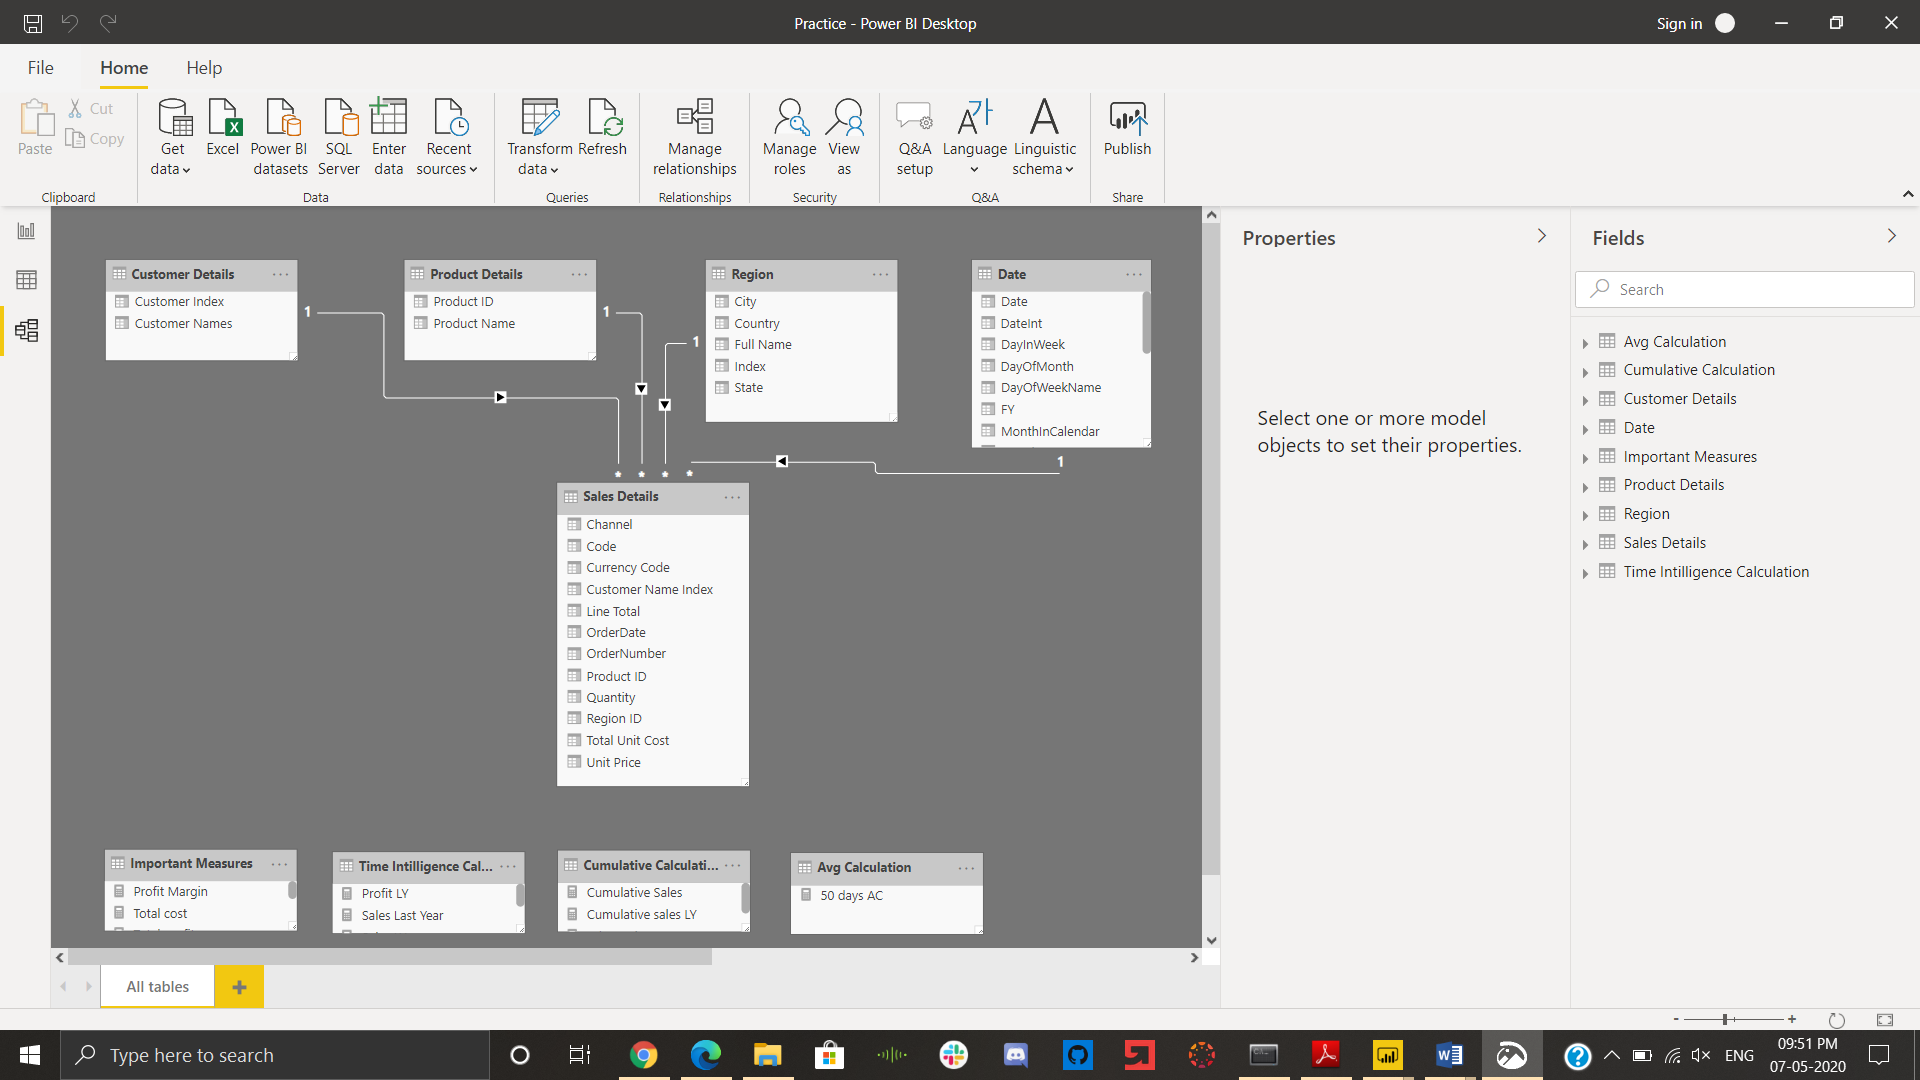 Practice - Power BI Desktop
Sign in
File
Home
Help
Paste
Cut
Copy
Get data
Excel
Power BI datasets
SQL Server
Enter data
Recent sources
Transform data
Refresh
Manage relationships
Manage roles
View as
Q&A setup
Language
Linguistic schema
Publish
Clipboard
Data
Queries
Relationships
Security
Q&A
Share
Customer Details
Customer Index
Customer Names
1
Product Details
Product ID
Product Name
1
Region
City
Country
Full Name
Index
State
1
Date
Date
DateInt
DayInWeek
DayOfMonth
DayOfWeekName
FY
MonthInCalendar
1
* * * *
Sales Details
Channel
Code
Currency Code
Customer Name Index
Line Total
OrderDate
OrderNumber
Product ID
Quantity
Region ID
Total Unit Cost
Unit Price
Important Measures
Profit Margin
Total cost
Time Intilligence Cal...
Profit LY
Sales Last Year
Cumulative Calculati...
Cumulative Sales
Cumulative sales LY
Avg Calculation
50 days AC
Properties
Select one or more model
objects to set their properties.
Fields
Search
Avg Calculation
Cumulative Calculation
Customer Details
Date
Important Measures
Product Details
Region
Sales Details
Time Intilligence Calculation
All tables
+
- +
Type here to search
ENG
09:51 PM
07-05-2020